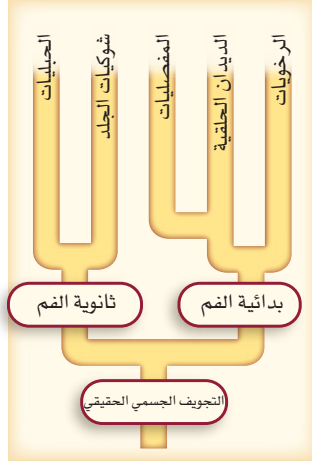 الرخويات
الديدان الحلقية
المفصليات
شوكيات الجلد
الحبليات
بدائية الفم
ثانوية الفم
التجويف الجسمي الحقيقي